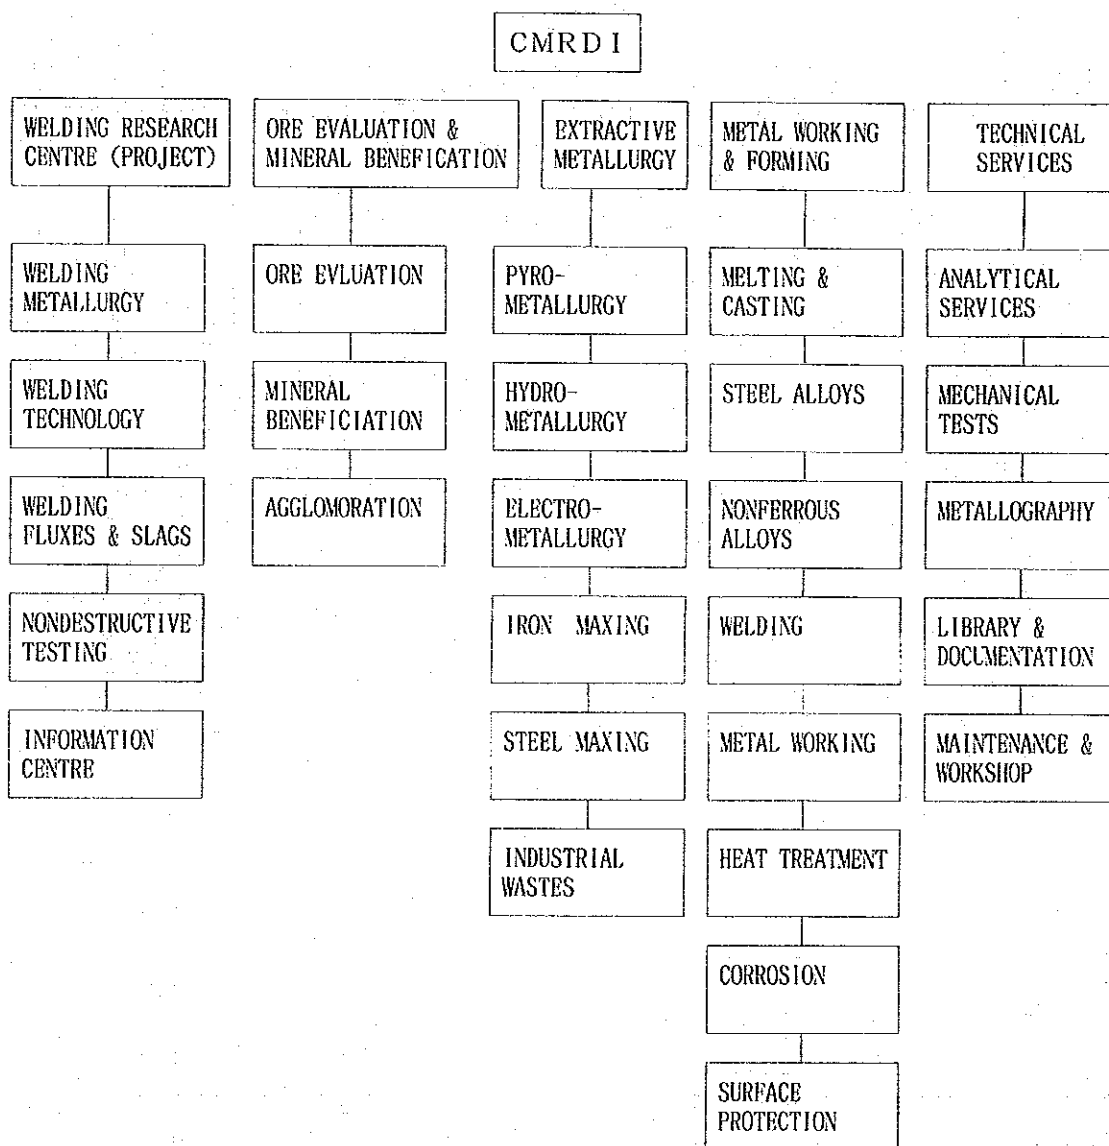 CMRDI
WELDING RESEARCH
CENTRE (PROJECT)
ORE EVALUATION &
MINERAL BENEFICATION
EXTRACTIVE
METALLURGY
METAL WORKING
& FORMING
TECHNICAL
SERVICES
WELDING
METALLURGY
WELDING
TECHNOLOGY
WELDING
FLUXES & SLAGS
NONDESTRUCTIVE
TESTING
INFORMATION
CENTRE
ORE EVLUATION
MINERAL
BENEFICIATION
AGGLOMORATION
PYRO-
METALLURGY
HYDRO-
METALLURGY
ELECTRO-
METALLURGY
IRON MAXING
STEEL MAXING
INDUSTRIAL
WASTES
MELTING &
CASTING
STEEL ALLOYS
NONFERROUS
ALLOYS
WELDING
METAL WORKING
HEAT TREATMENT
CORROSION
SURFACE
PROTECTION
ANALYTICAL
SERVICES
MECHANICAL
TESTS
METALLOGRAPHY
LIBRARY &
DOCUMENTATION
MAINTENANCE &
WORKSHOP